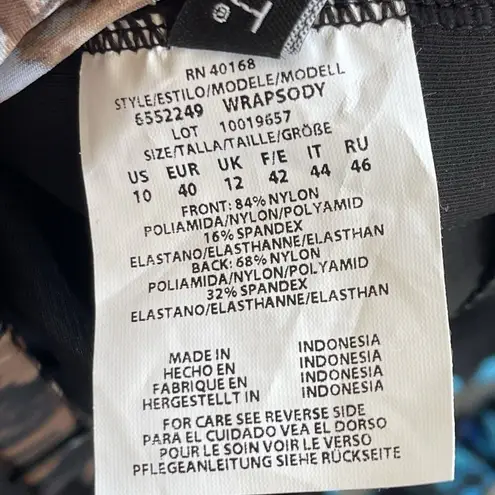 T®
RN 40168
STYLE/ESTILO/MODELE/MODELL
6552249 WRAPSODY
LOT 10019657
SIZE/TALLA/TAILLE/GRÖßE
US EUR UK F/E IT RU
10 40 12 42 44 46
FRONT: 84% NYLON
POLIAMIDA/NYLON/POLYAMID
16% SPANDEX
ELASTANO/ELASTHANNE/ELASTHAN
BACK: 68% NYLON
POLIAMIDA/NYLON/POLYAMID
32% SPANDEX
ELASTANO/ELASTHANNE/ELASTHAN
MADE IN INDONESIA
HECHO EN INDONESIA
FABRIQUE EN INDONESIA
HERGESTELLT IN INDONESIA
FOR CARE SEE REVERSE SIDE
PARA EL CUIDADO VEA EL DORSO
POUR LE SOIN VOIR LE VERSO
PFLEGEANLEITUNG SIEHE RÜCKSEITE